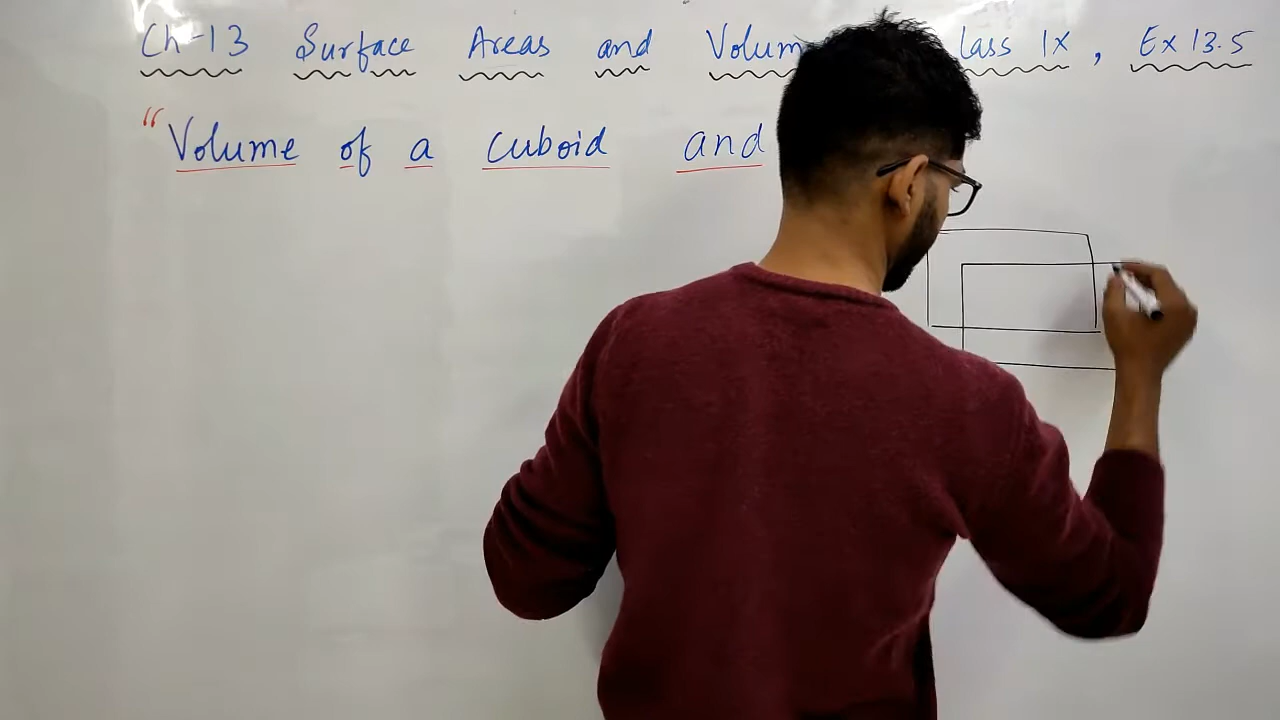 Ch-13 Surface Areas and Volum lass IX, Ex 13.5
“Volume of a cuboid and